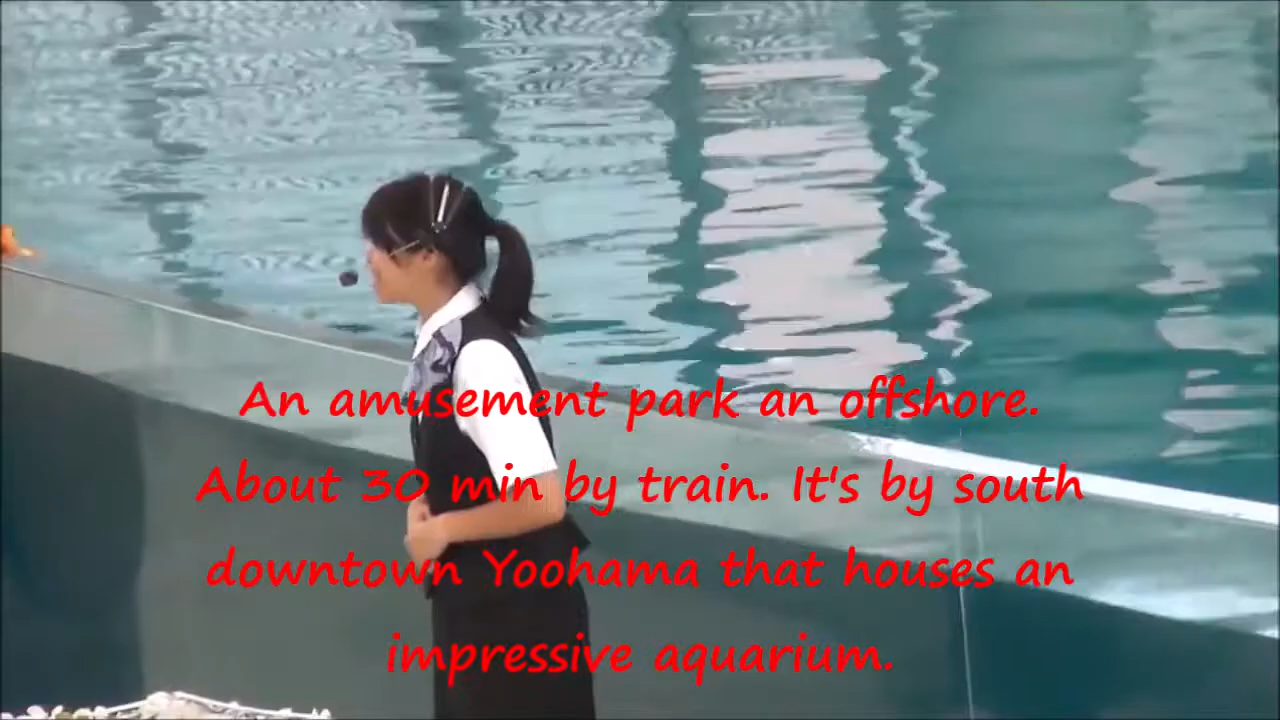 An amusement park an offshore.
About 30 min by train. It's by south
downtown Yoohama that houses an
impressive aquarium.